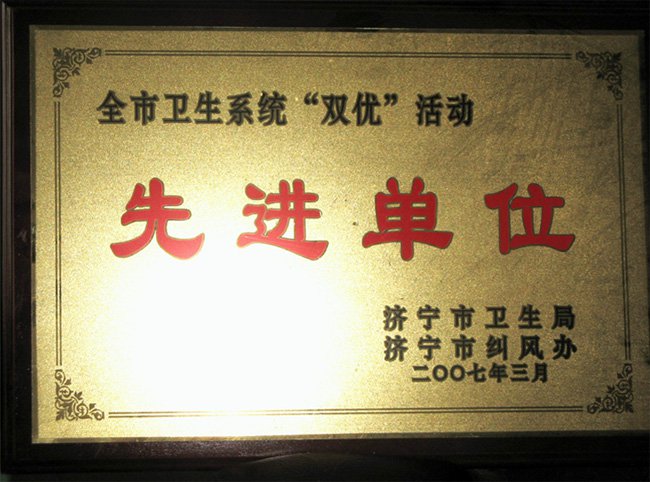 全市卫生系统“双优”活动
先进单位
济宁市卫生局
济宁市纠风办
二〇〇七年三月